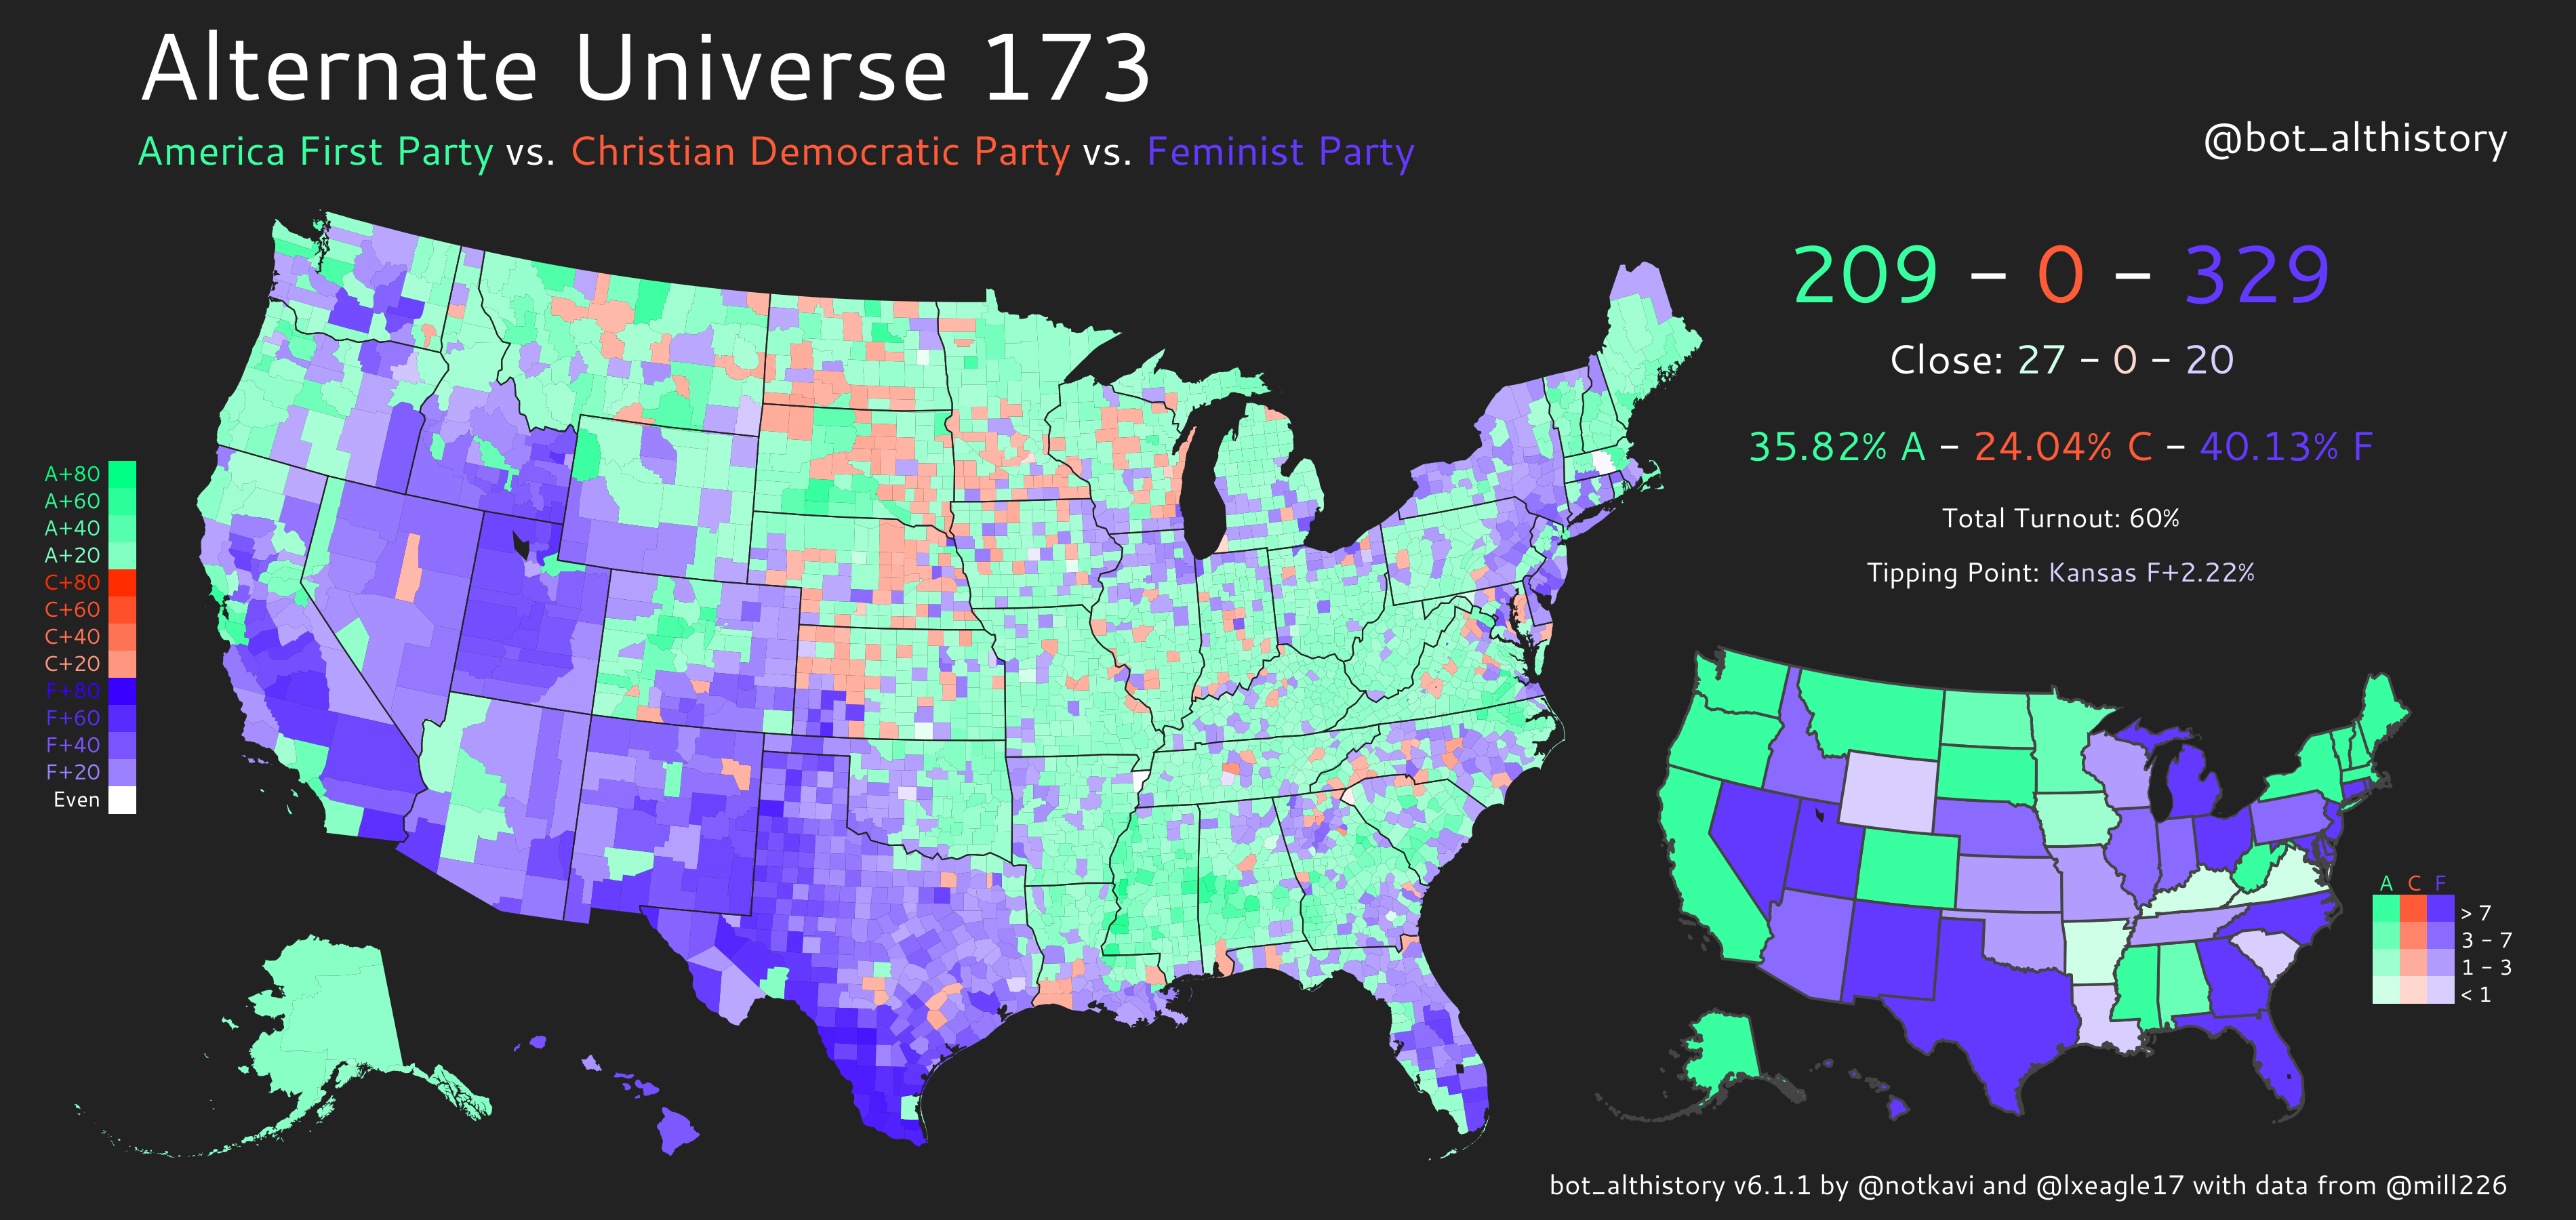 Alternate Universe 173
America First Party vs. Christian Democratic Party vs. Feminist Party
@bot_althistory
209 - 0 - 329
Close: 27 - 0 - 20
35.82% A - 24.04% C - 40.13% F
Total Turnout: 60%
Tipping Point: Kansas F+2.22%
A+80
A+60
A+40
A+20
C+80
C+60
C+40
C+20
F+80
F+60
F+40
F+20
Even
A C F
> 7
3 - 7
1 - 3
< 1
bot_althistory v6.1.1 by @notkavi and @lxeagle17 with data from @mill226